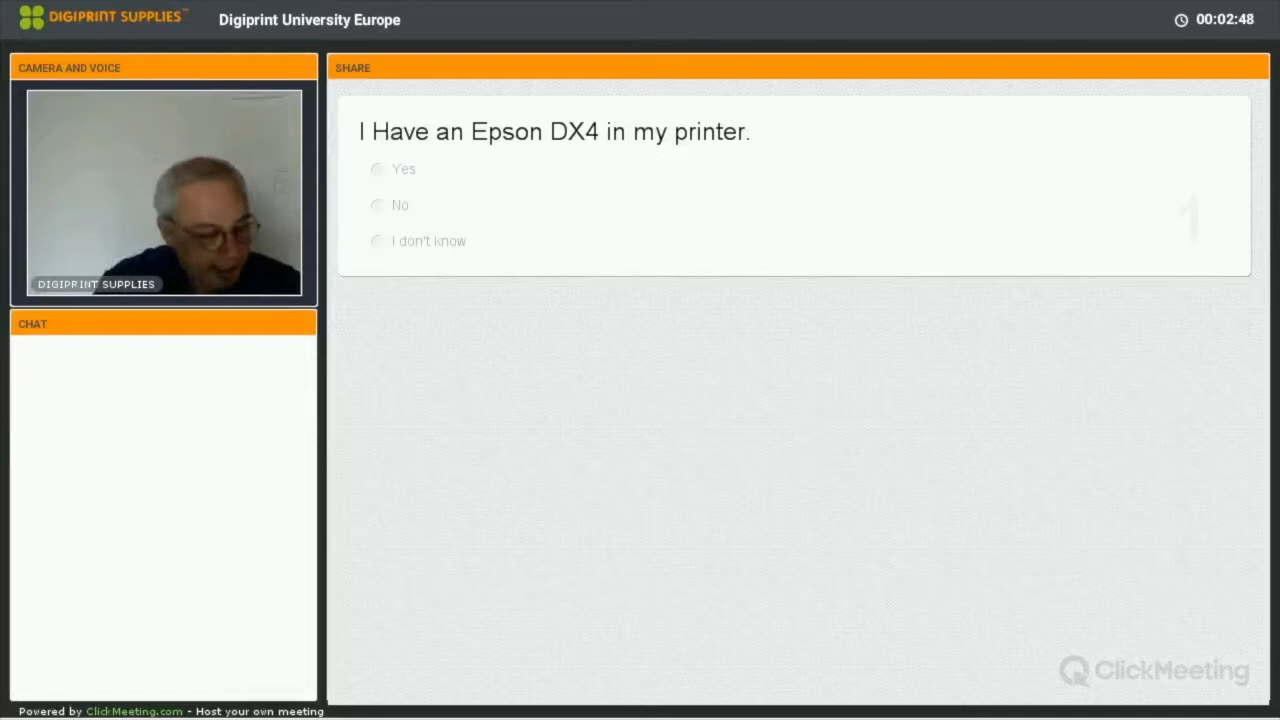 DIGIPRINT SUPPLIES™
Digiprint University Europe
00:02:48
CAMERA AND VOICE
DIGIPRINT SUPPLIES
CHAT
SHARE
I Have an Epson DX4 in my printer.
Yes
No
I don't know
1
ClickMeeting
Powered by ClickMeeting.com - Host your own meeting